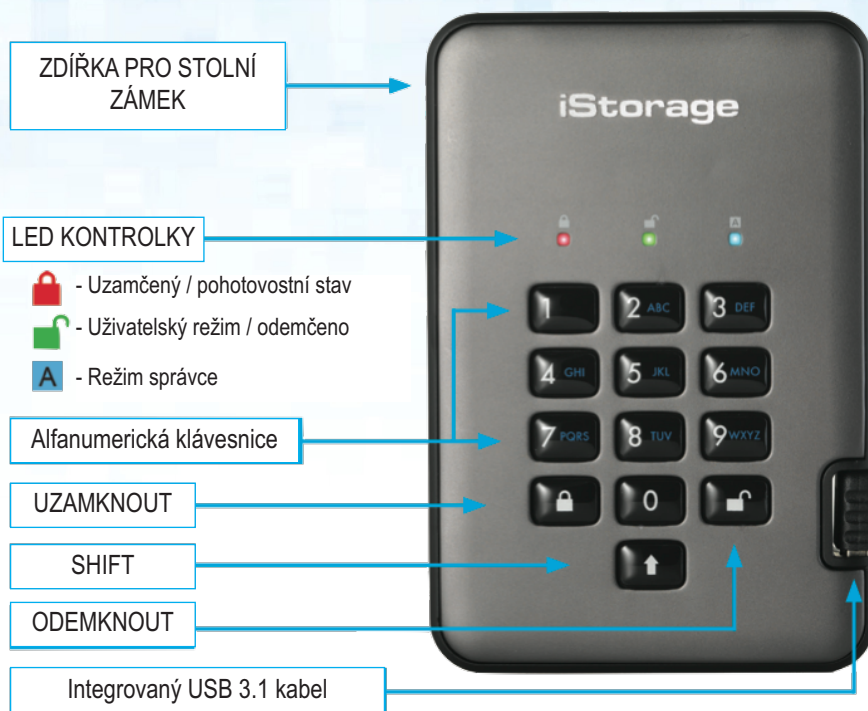 ZDÍŘKA PRO STOLNÍ
ZÁMEK
iStorage
LED KONTROLKY
- Uzamčený / pohotovostní stav
- Uživatelský režim / odemčeno
A - Režim správce
A
1
2 ABC
3 DEF
4 GHI
5 JKL
6 MNO
Alfanumerická klávesnice
7 PQRS
8 TUV
9 WXYZ
UZAMKNOUT
0
SHIFT
ODEMKNOUT
Integrovaný USB 3.1 kabel